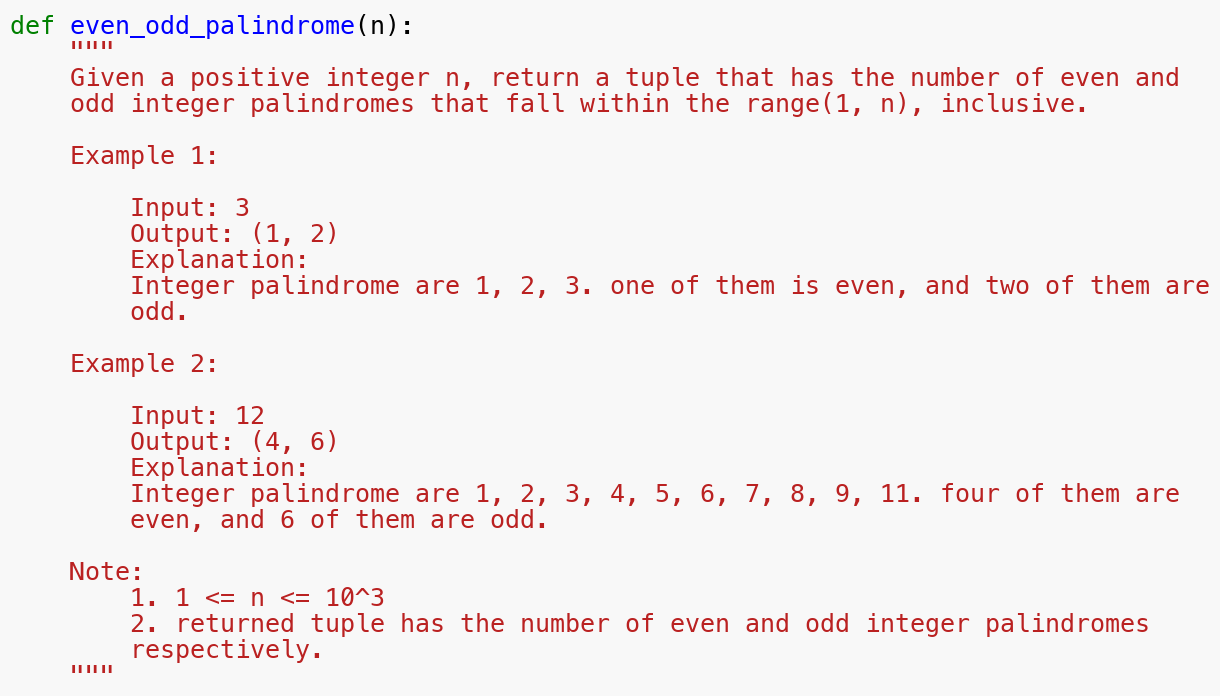 def even_odd_palindrome(n):
    """
    Given a positive integer n, return a tuple that has the number of even and
    odd integer palindromes that fall within the range(1, n), inclusive.

    Example 1:

        Input: 3
        Output: (1, 2)
        Explanation:
        Integer palindrome are 1, 2, 3. one of them is even, and two of them are
        odd.

    Example 2:

        Input: 12
        Output: (4, 6)
        Explanation:
        Integer palindrome are 1, 2, 3, 4, 5, 6, 7, 8, 9, 11. four of them are
        even, and 6 of them are odd.

    Note:
        1. 1 <= n <= 10^3
        2. returned tuple has the number of even and odd integer palindromes
        respectively.
    """